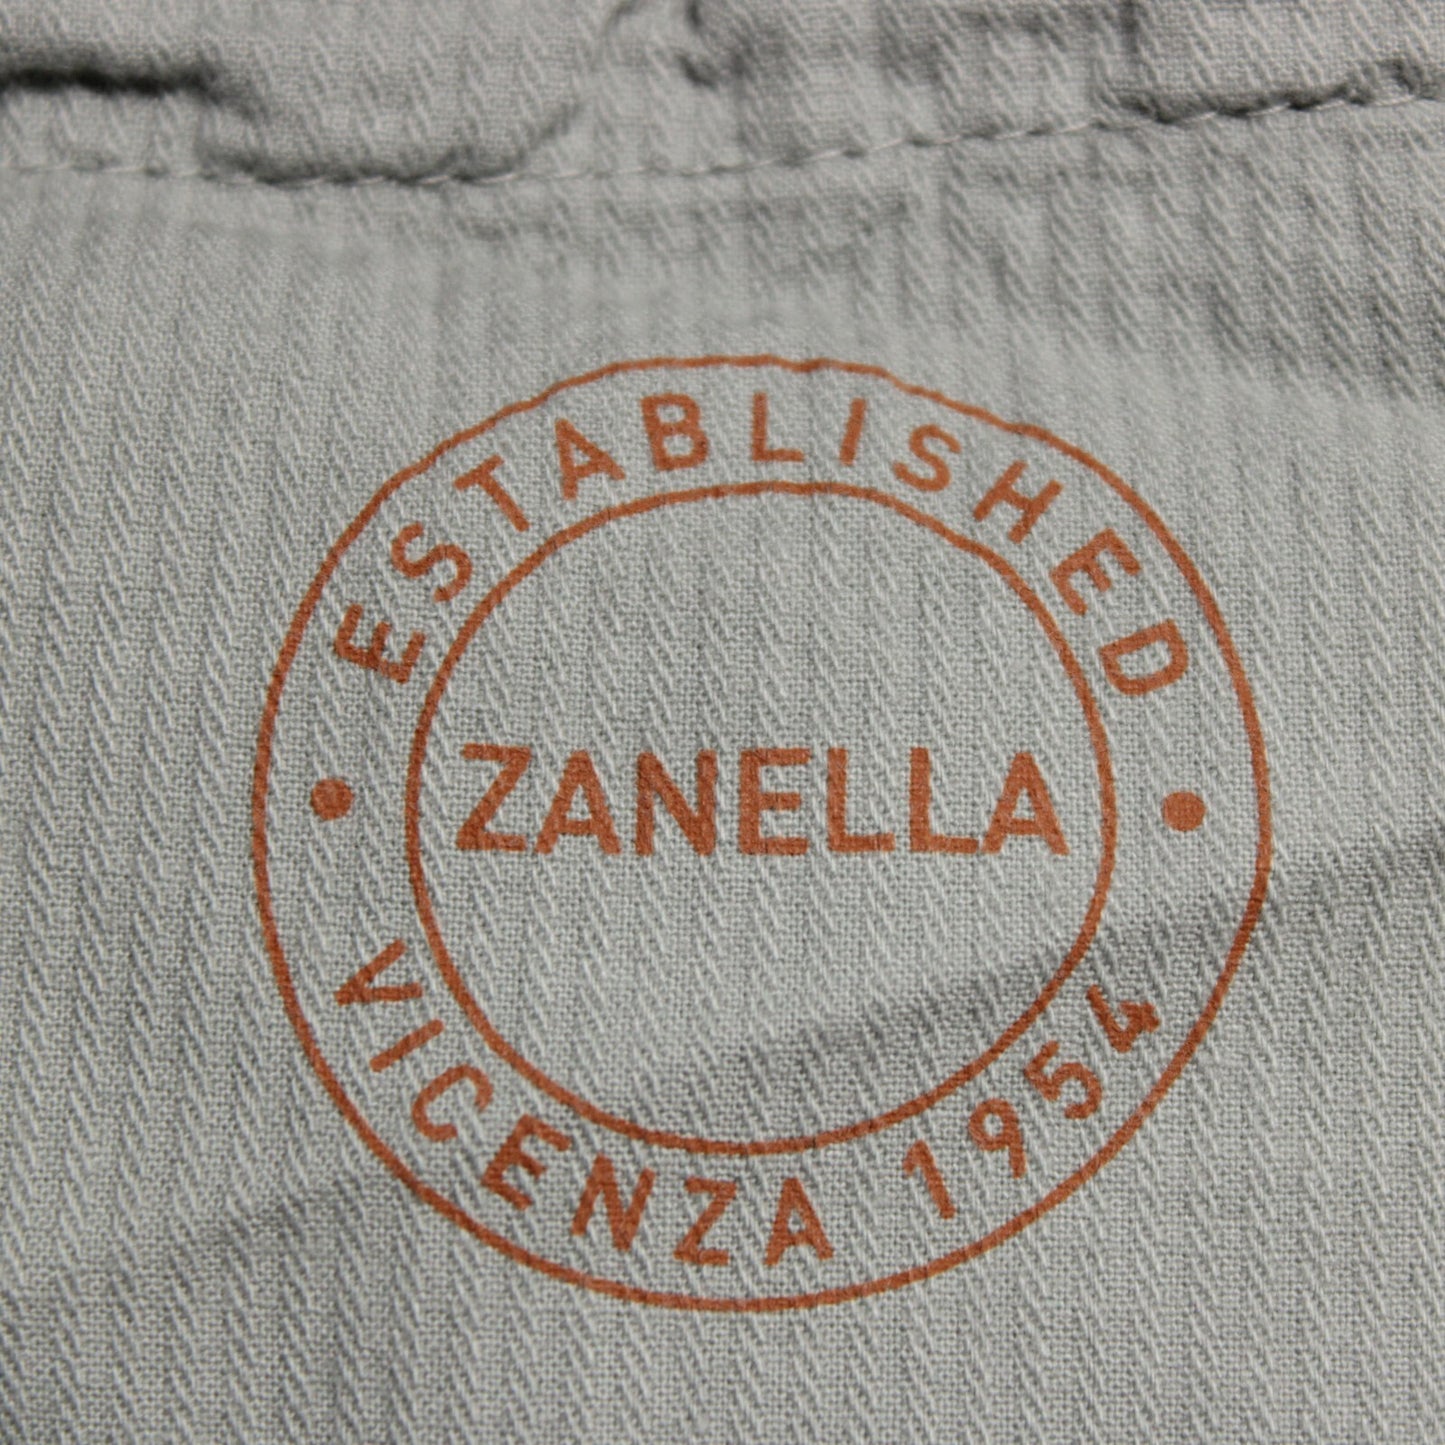 ESTABLISHED
ZANELLA
VICENZA 1954